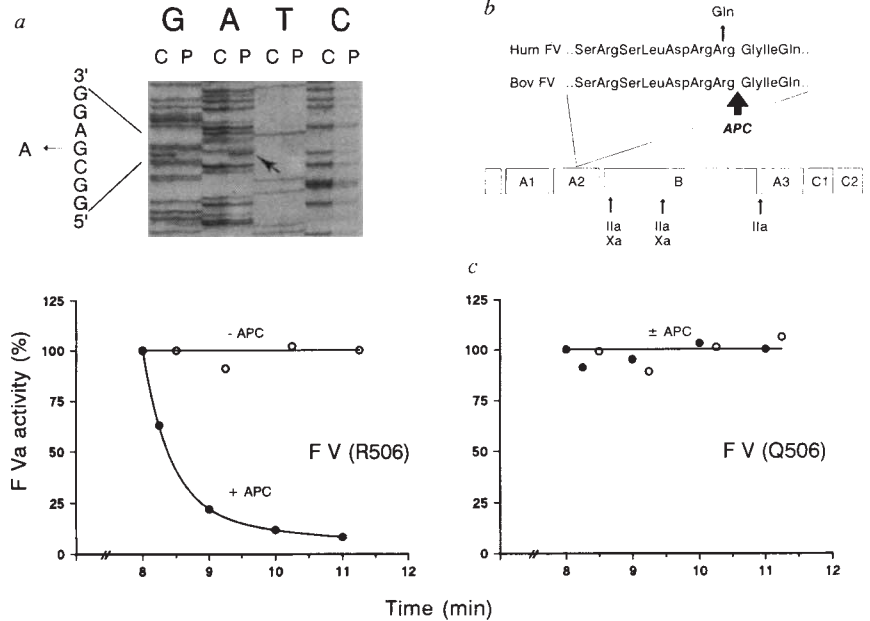 a
G A T C
C P C P C P C P
3'
G
G
A
A ← G
C
G
G
5'
b
Gln
Hum FV ..SerArgSerLeuAspArgArg GlyIleGln..
Bov FV ..SerArgSerLeuAspArgArg GlyIleGln..
APC
A1 A2 B A3 C1 C2
IIa IIa IIa
Xa Xa
c
F Va activity (%)
125
100
75
50
25
0
- APC
+ APC
F V (R506)
8 9 10 11 12
125
100
75
50
25
0
± APC
F V (Q506)
8 9 10 11 12
Time (min)